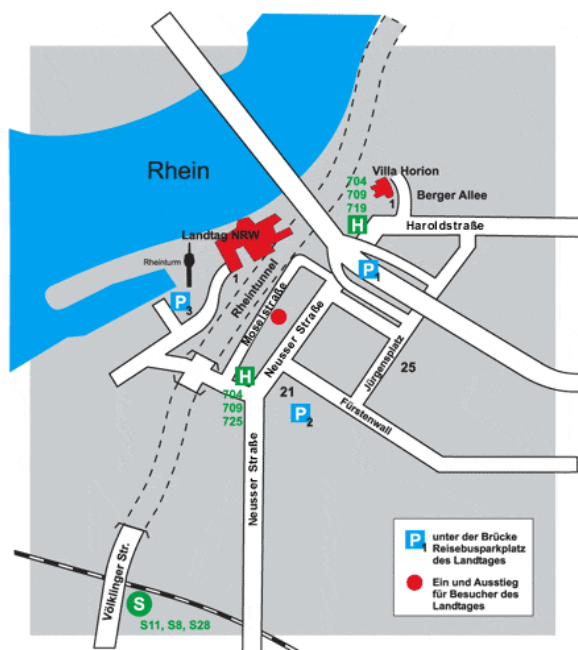 Rhein
Villa Horion
704
709
719
1
Berger Allee
H
Haroldstraße
Landtag NRW
Rheinturm
1
P
1
P
3
Rheintunnel
Moselstraße
Neusser Straße
Jürgensplatz
25
H
704
709
725
21
P
2
Fürstenwall
Neusser Straße
Völklinger Str.
S
S11, S8, S28
P
1
unter der Brücke
Reisebusparkplatz
des Landtages
Ein und Ausstieg
für Besucher des
Landtages